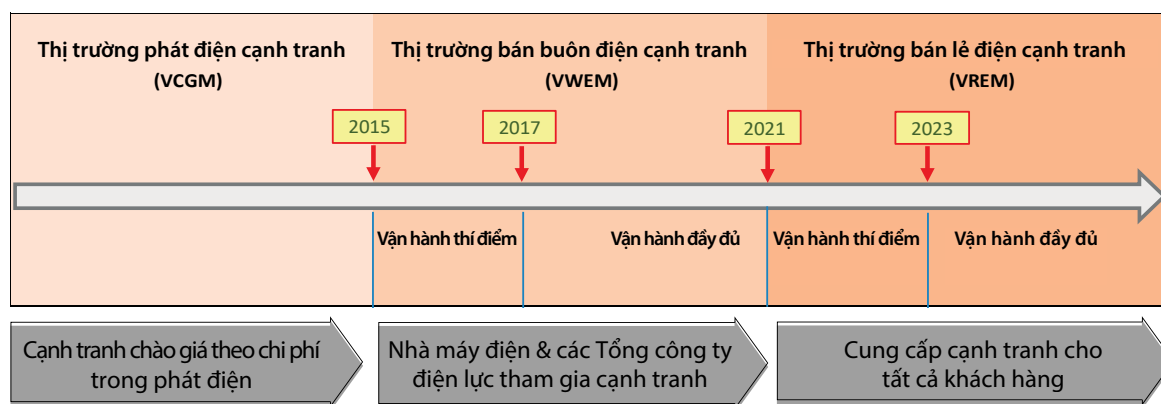 Thị trường phát điện cạnh tranh
(VCGM)
Thị trường bán buôn điện cạnh tranh
(VWEM)
Thị trường bán lẻ điện cạnh tranh
(VREM)
2015
2017
2021
2023
Vận hành thí điểm
Vận hành đầy đủ
Vận hành thí điểm
Vận hành đầy đủ
Cạnh tranh chào giá theo chi phí
trong phát điện
Nhà máy điện & các Tổng công ty
điện lực tham gia cạnh tranh
Cung cấp cạnh tranh cho
tất cả khách hàng